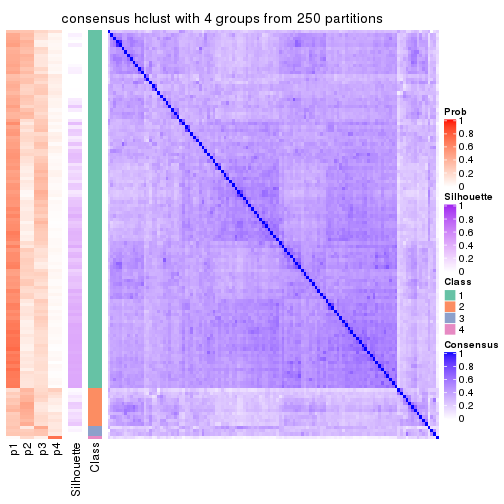 consensus hclust with 4 groups from 250 partitions
Prob
1
0.8
0.6
0.4
0.2
0
Silhouette
1
0.8
0.6
0.4
0.2
0
Class
1
2
3
4
Consensus
1
0.8
0.6
0.4
0.2
0
p1
p2
p3
p4
Silhouette
Class